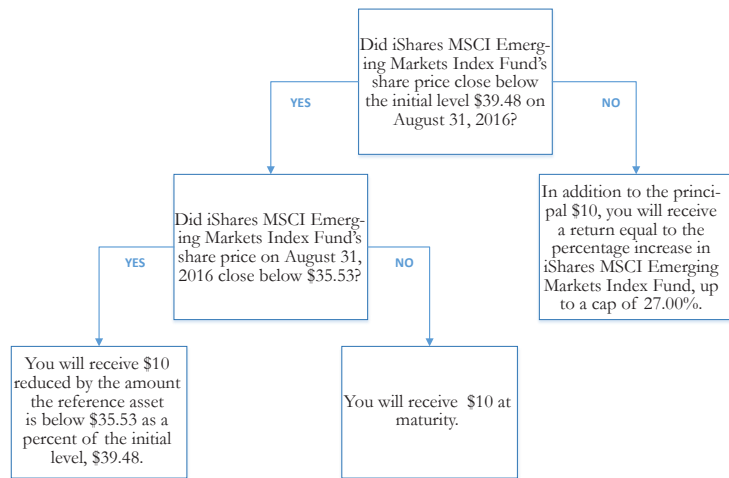 Did iShares MSCI Emerg-
ing Markets Index Fund’s
share price close below
the initial level $39.48 on
August 31, 2016?
YES
NO
Did iShares MSCI Emerg-
ing Markets Index Fund’s
share price on August 31,
2016 close below $35.53?
In addition to the princi-
pal $10, you will receive
a return equal to the
percentage increase in
iShares MSCI Emerging
Markets Index Fund, up
to a cap of 27.00%.
YES
NO
You will receive $10
reduced by the amount
the reference asset
is below $35.53 as a
percent of the initial
level, $39.48.
You will receive $10 at
maturity.